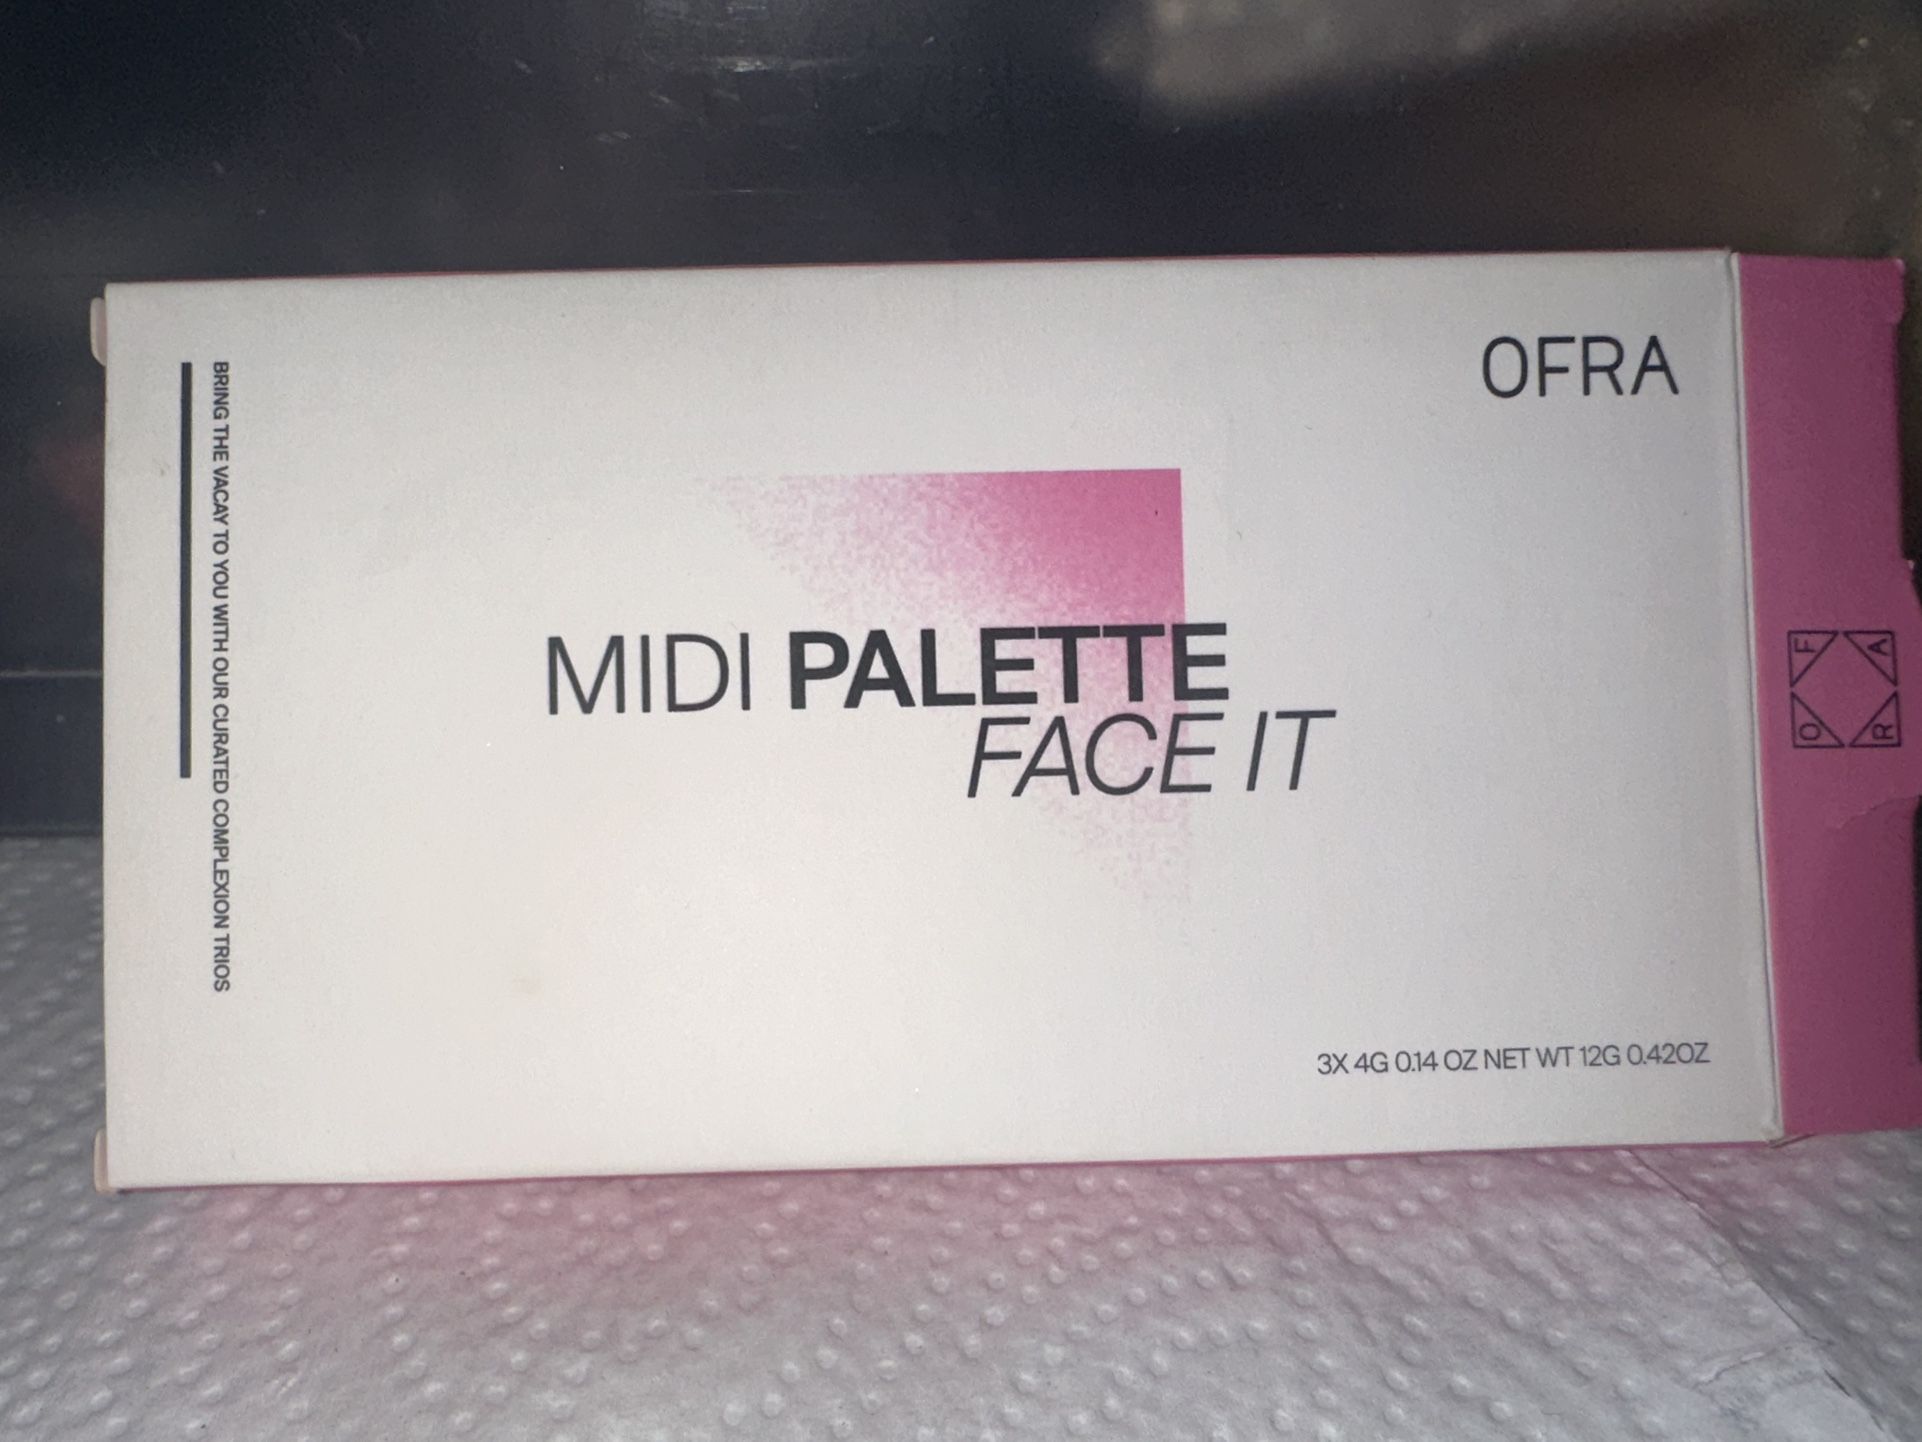 OFRA
BRING THE VACAY TO YOU WITH OUR CURATED COMPLEXION TRIOS
MIDI PALETTE
FACE IT
3X 4G 0.14 OZ NET WT 12G 0.42OZ
F A
O R